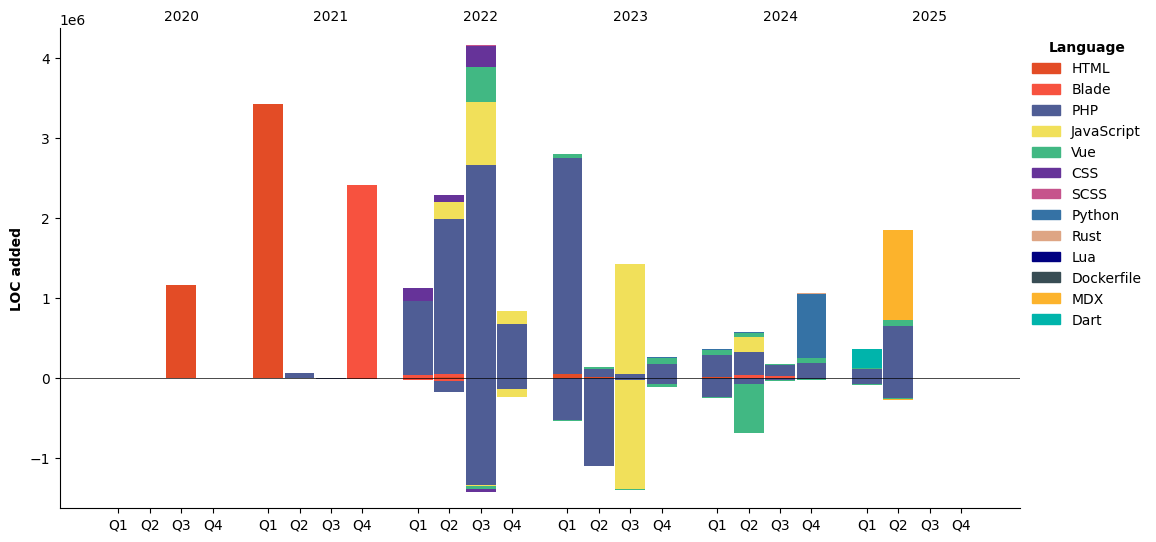 1e6
2020 2021 2022 2023 2024 2025
LOC added
4
3
2
1
0
−1
Q1 Q2 Q3 Q4 Q1 Q2 Q3 Q4 Q1 Q2 Q3 Q4 Q1 Q2 Q3 Q4 Q1 Q2 Q3 Q4 Q1 Q2 Q3 Q4
Language
HTML
Blade
PHP
JavaScript
Vue
CSS
SCSS
Python
Rust
Lua
Dockerfile
MDX
Dart